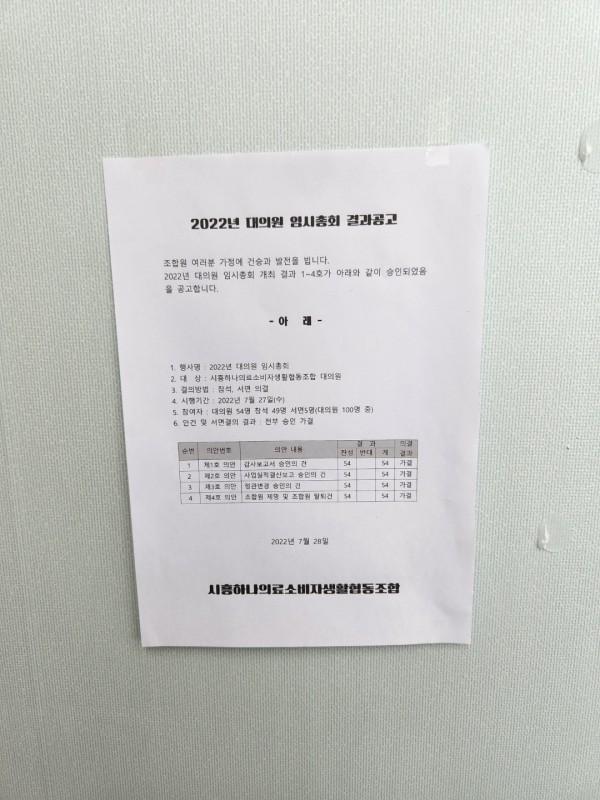 2022년 대의원 임시총회 결과공고
조합원 여러분 가정에 건승과 발전을 빕니다.
2022년 대의원 임시총회 개최 결과 1~4호가 아래와 같이 승인되었음
을 공고합니다.
- 아 래 -
1. 행사명 : 2022년 대의원 임시총회
2. 대 상 : 시흥하나의료소비자생활협동조합 대의원
3. 결의방법 : 참석, 서면 의결
4. 시행기간 : 2022년 7월 27일(수)
5. 참여자 : 대의원 54명 참석 49명 서면5명(대의원 100명 중)
6. 안건 및 서면결의 결과 : 전부 승인 가결
순번 의안번호 의안 내용 결 과 의결
찬성 반대 계 결과
1 제1호 의안 감사보고서 승인의 건 54 54 가결
2 제2호 의안 사업실적결산보고 승인의 건 54 54 가결
3 제3호 의안 정관변경 승인의 건 54 54 가결
4 제4호 의안 조합원 제명 및 조합원 탈퇴건 54 54 가결
2022년 7월 28일
시흥하나의료소비자생활협동조합